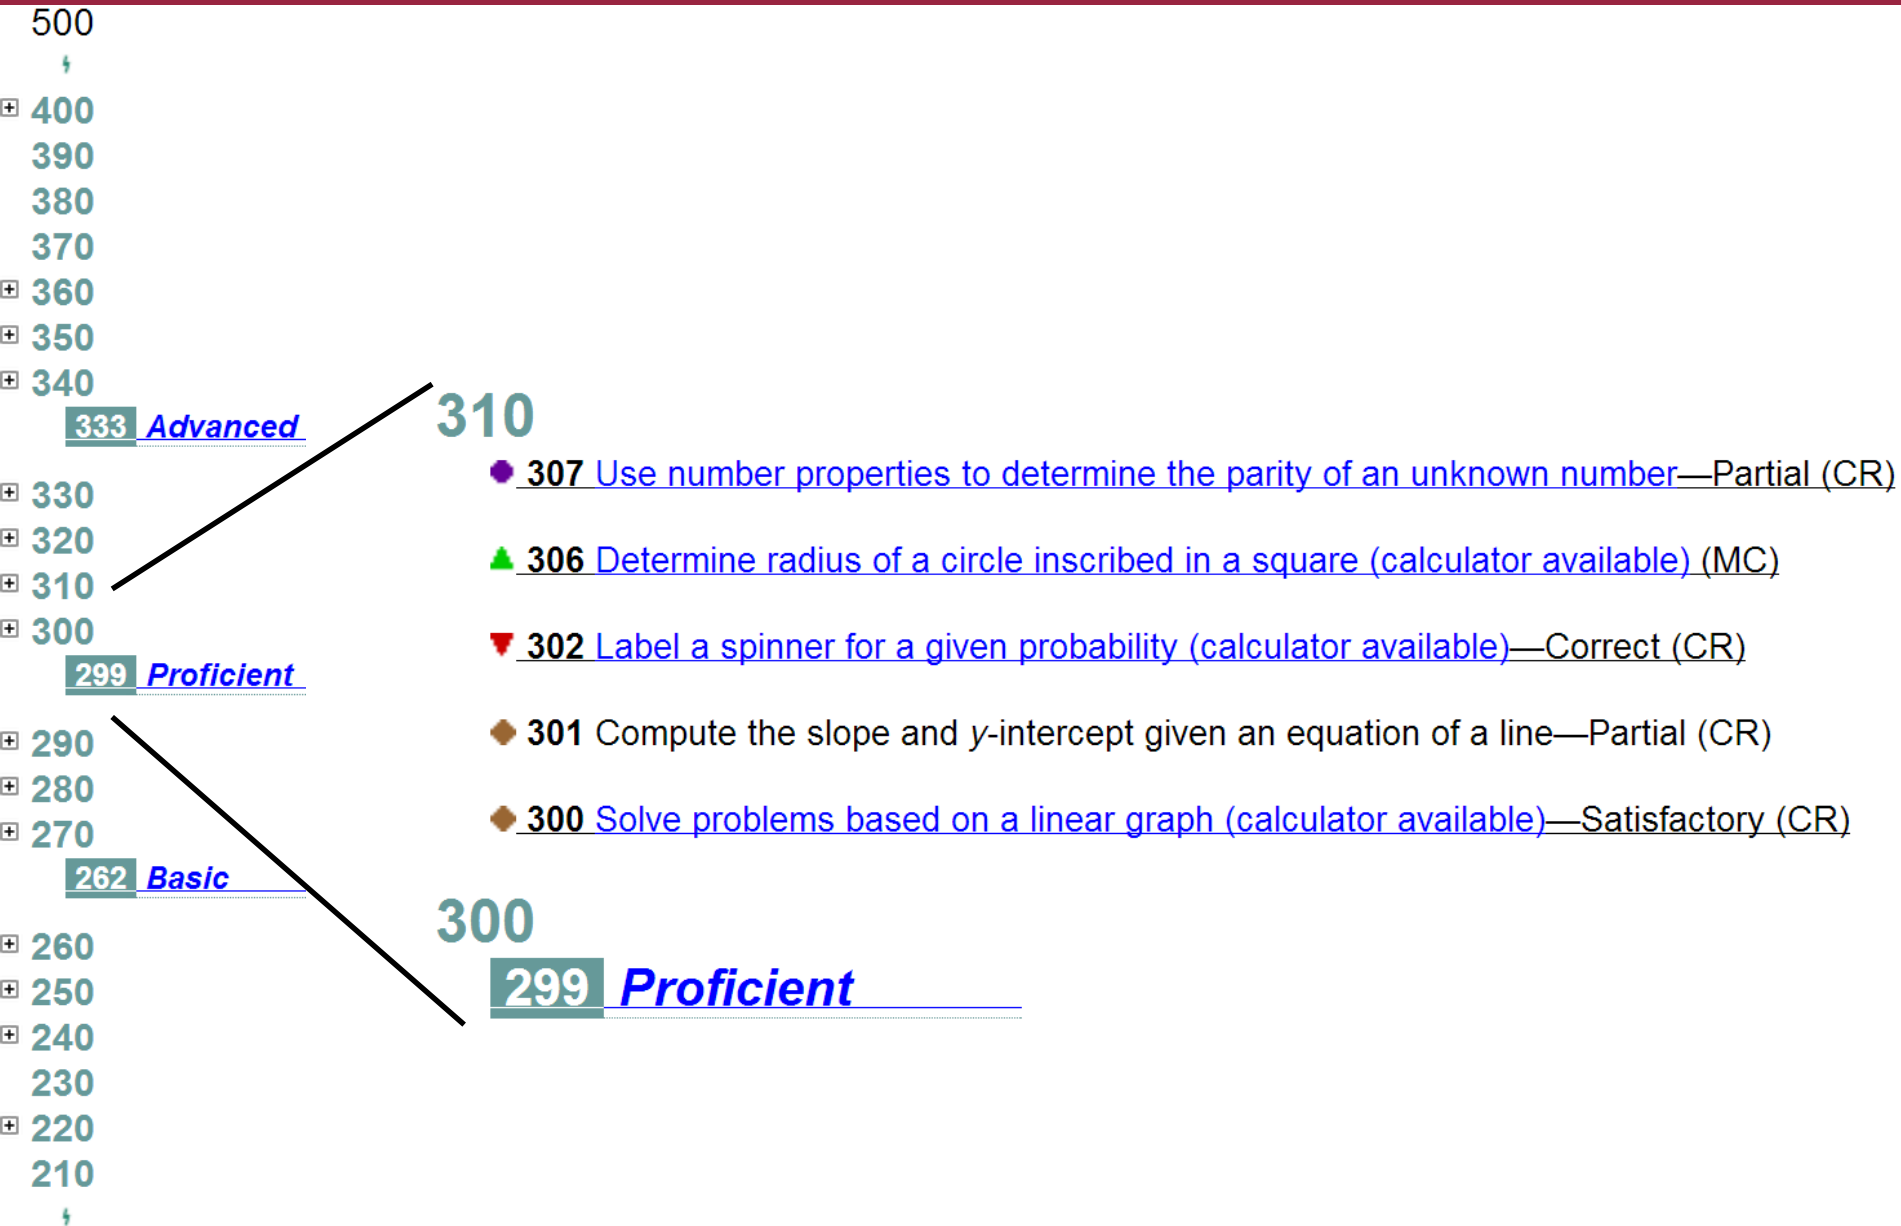 500
400
390
380
370
360
350
340
333 Advanced
330
320
310
300
299 Proficient
290
280
270
262 Basic
260
250
240
230
220
210
310
307 Use number properties to determine the parity of an unknown number—Partial (CR)
306 Determine radius of a circle inscribed in a square (calculator available) (MC)
302 Label a spinner for a given probability (calculator available)—Correct (CR)
301 Compute the slope and y-intercept given an equation of a line—Partial (CR)
300 Solve problems based on a linear graph (calculator available)—Satisfactory (CR)
300
299 Proficient